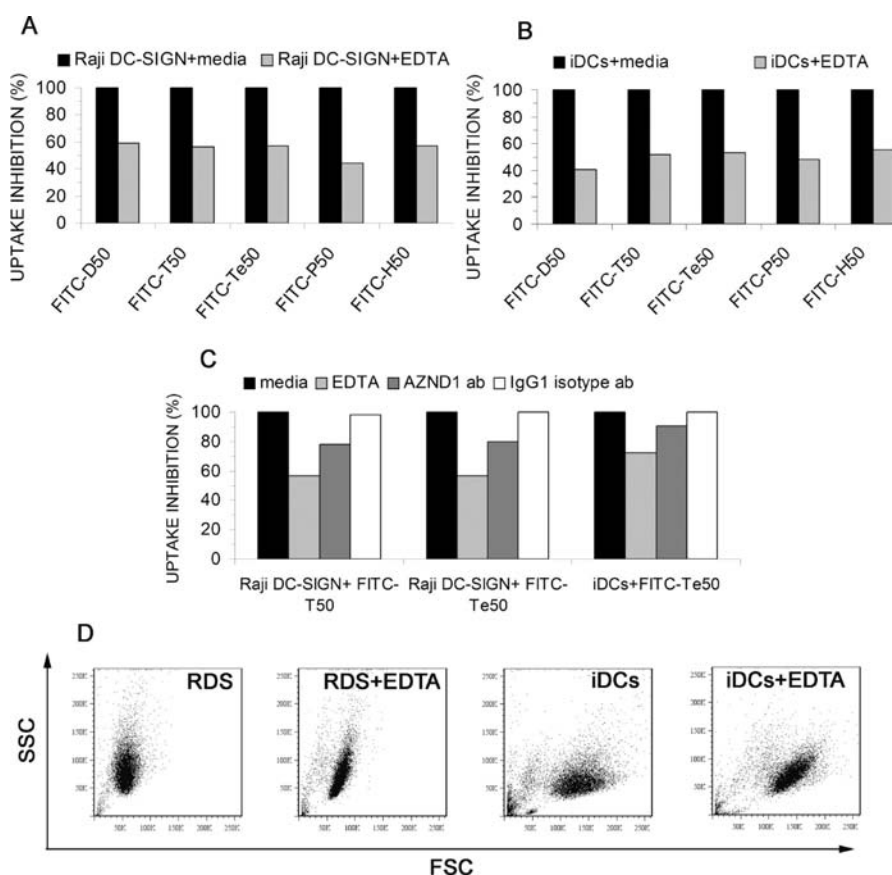 A
Raji DC-SIGN+media Raji DC-SIGN+EDTA
UPTAKE INHIBITION (%)
100
80
60
40
20
0
FITC-D50
FITC-T50
FITC-Te50
FITC-P50
FITC-H50
B
iDCs+media iDCs+EDTA
UPTAKE INHIBITION (%)
100
80
60
40
20
0
FITC-D50
FITC-T50
FITC-Te50
FITC-P50
FITC-H50
C
media EDTA AZND1 ab IgG1 isotype ab
UPTAKE INHIBITION (%)
100
80
60
40
20
0
Raji DC-SIGN+ FITC-
T50
Raji DC-SIGN+ FITC-
Te50
iDCs+FITC-Te50
D
SSC
RDS
RDS+EDTA
iDCs
iDCs+EDTA
FSC